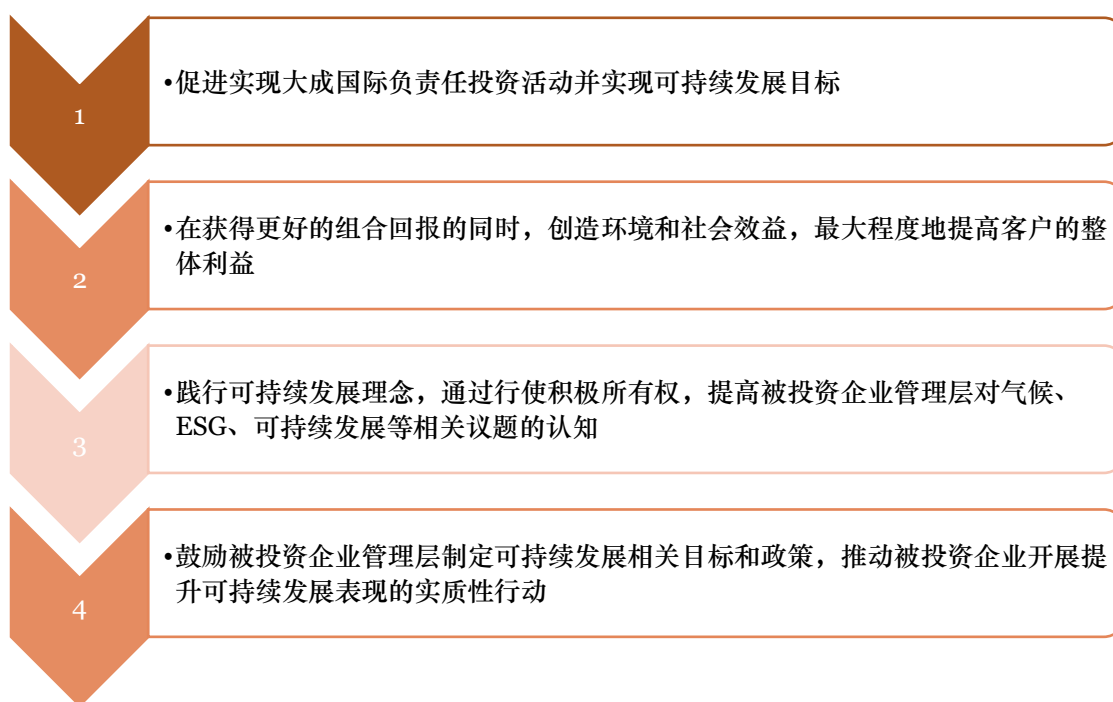 1
•促进实现大成国际负责任投资活动并实现可持续发展目标
2
•在获得更好的组合回报的同时，创造环境和社会效益，最大程度地提高客户的整
体利益
3
•践行可持续发展理念，通过行使积极所有权，提高被投资企业管理层对气候、
ESG、可持续发展等相关议题的认知
4
•鼓励被投资企业管理层制定可持续发展相关目标和政策，推动被投资企业开展提
升可持续发展表现的实质性行动